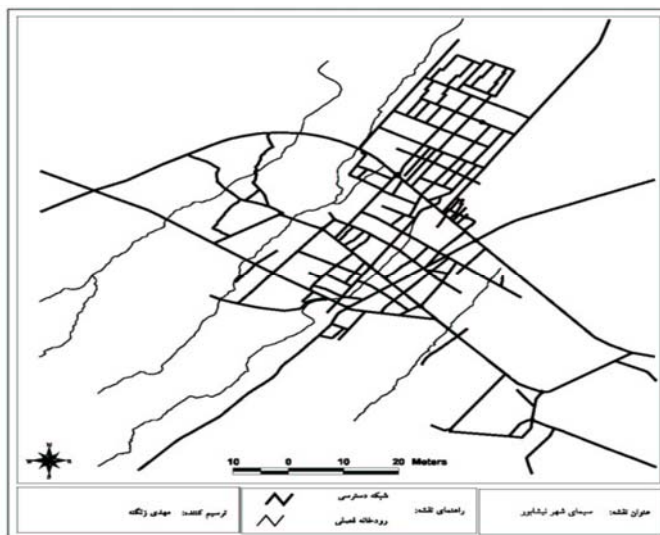 N
10 0 10 20 Meters
عنوان نقشه: سیمای شهر نیشابور
راهنمای نقشه:
شبکه دسترسی
رودخانه فصلی
ترسیم کننده: مهدی زنگنه